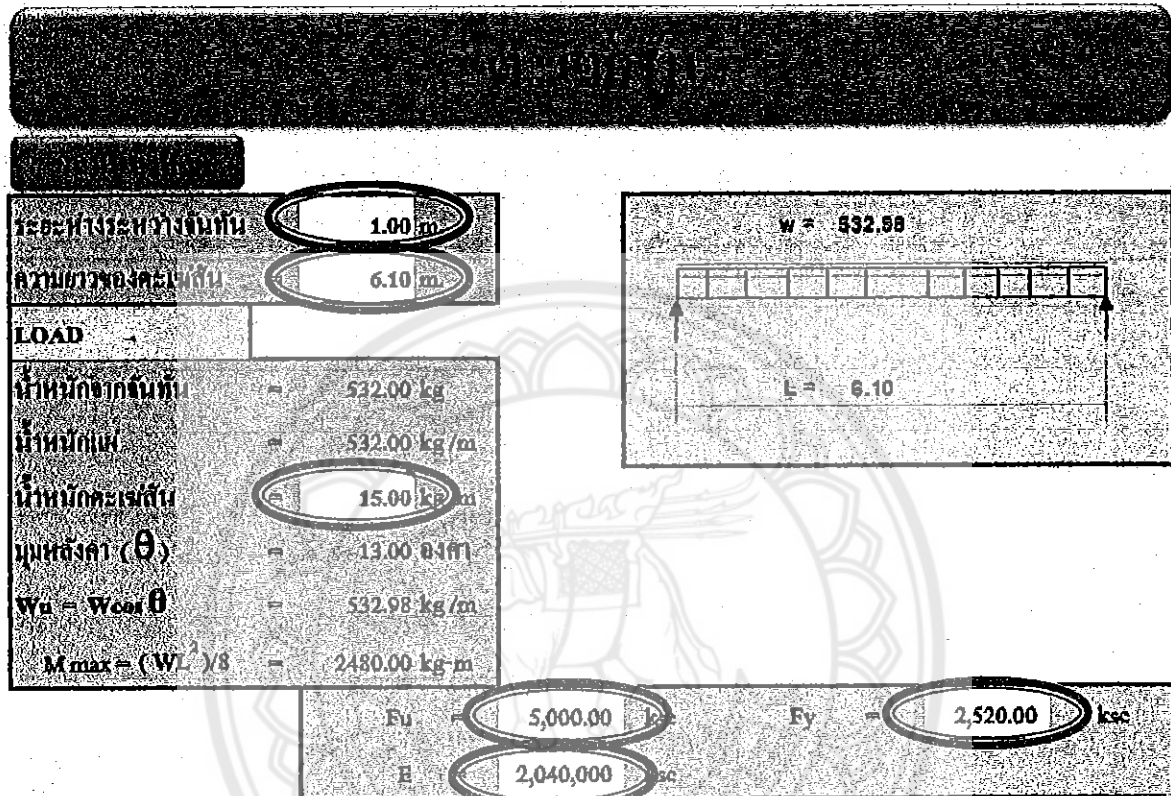 ระยะห่างระหว่างจันทัน 1.00 m
ความยาวของตะเฆ่สัน 6.10 m
LOAD
น้ำหนักจากจันทัน = 532.00 kg
น้ำหนักแผ่ = 532.00 kg/m
น้ำหนักตะเฆ่สัน = 15.00 kg/m
มุมหลังคา (θ) = 13.00 องศา
Wu = Wcos θ = 532.98 kg/m
M max = ( WL²)/8 = 2480.00 kg-m
w = 532.98
L = 6.10
Fu = 5,000.00 ksc Fy = 2,520.00 ksc
E = 2,040,000 ksc